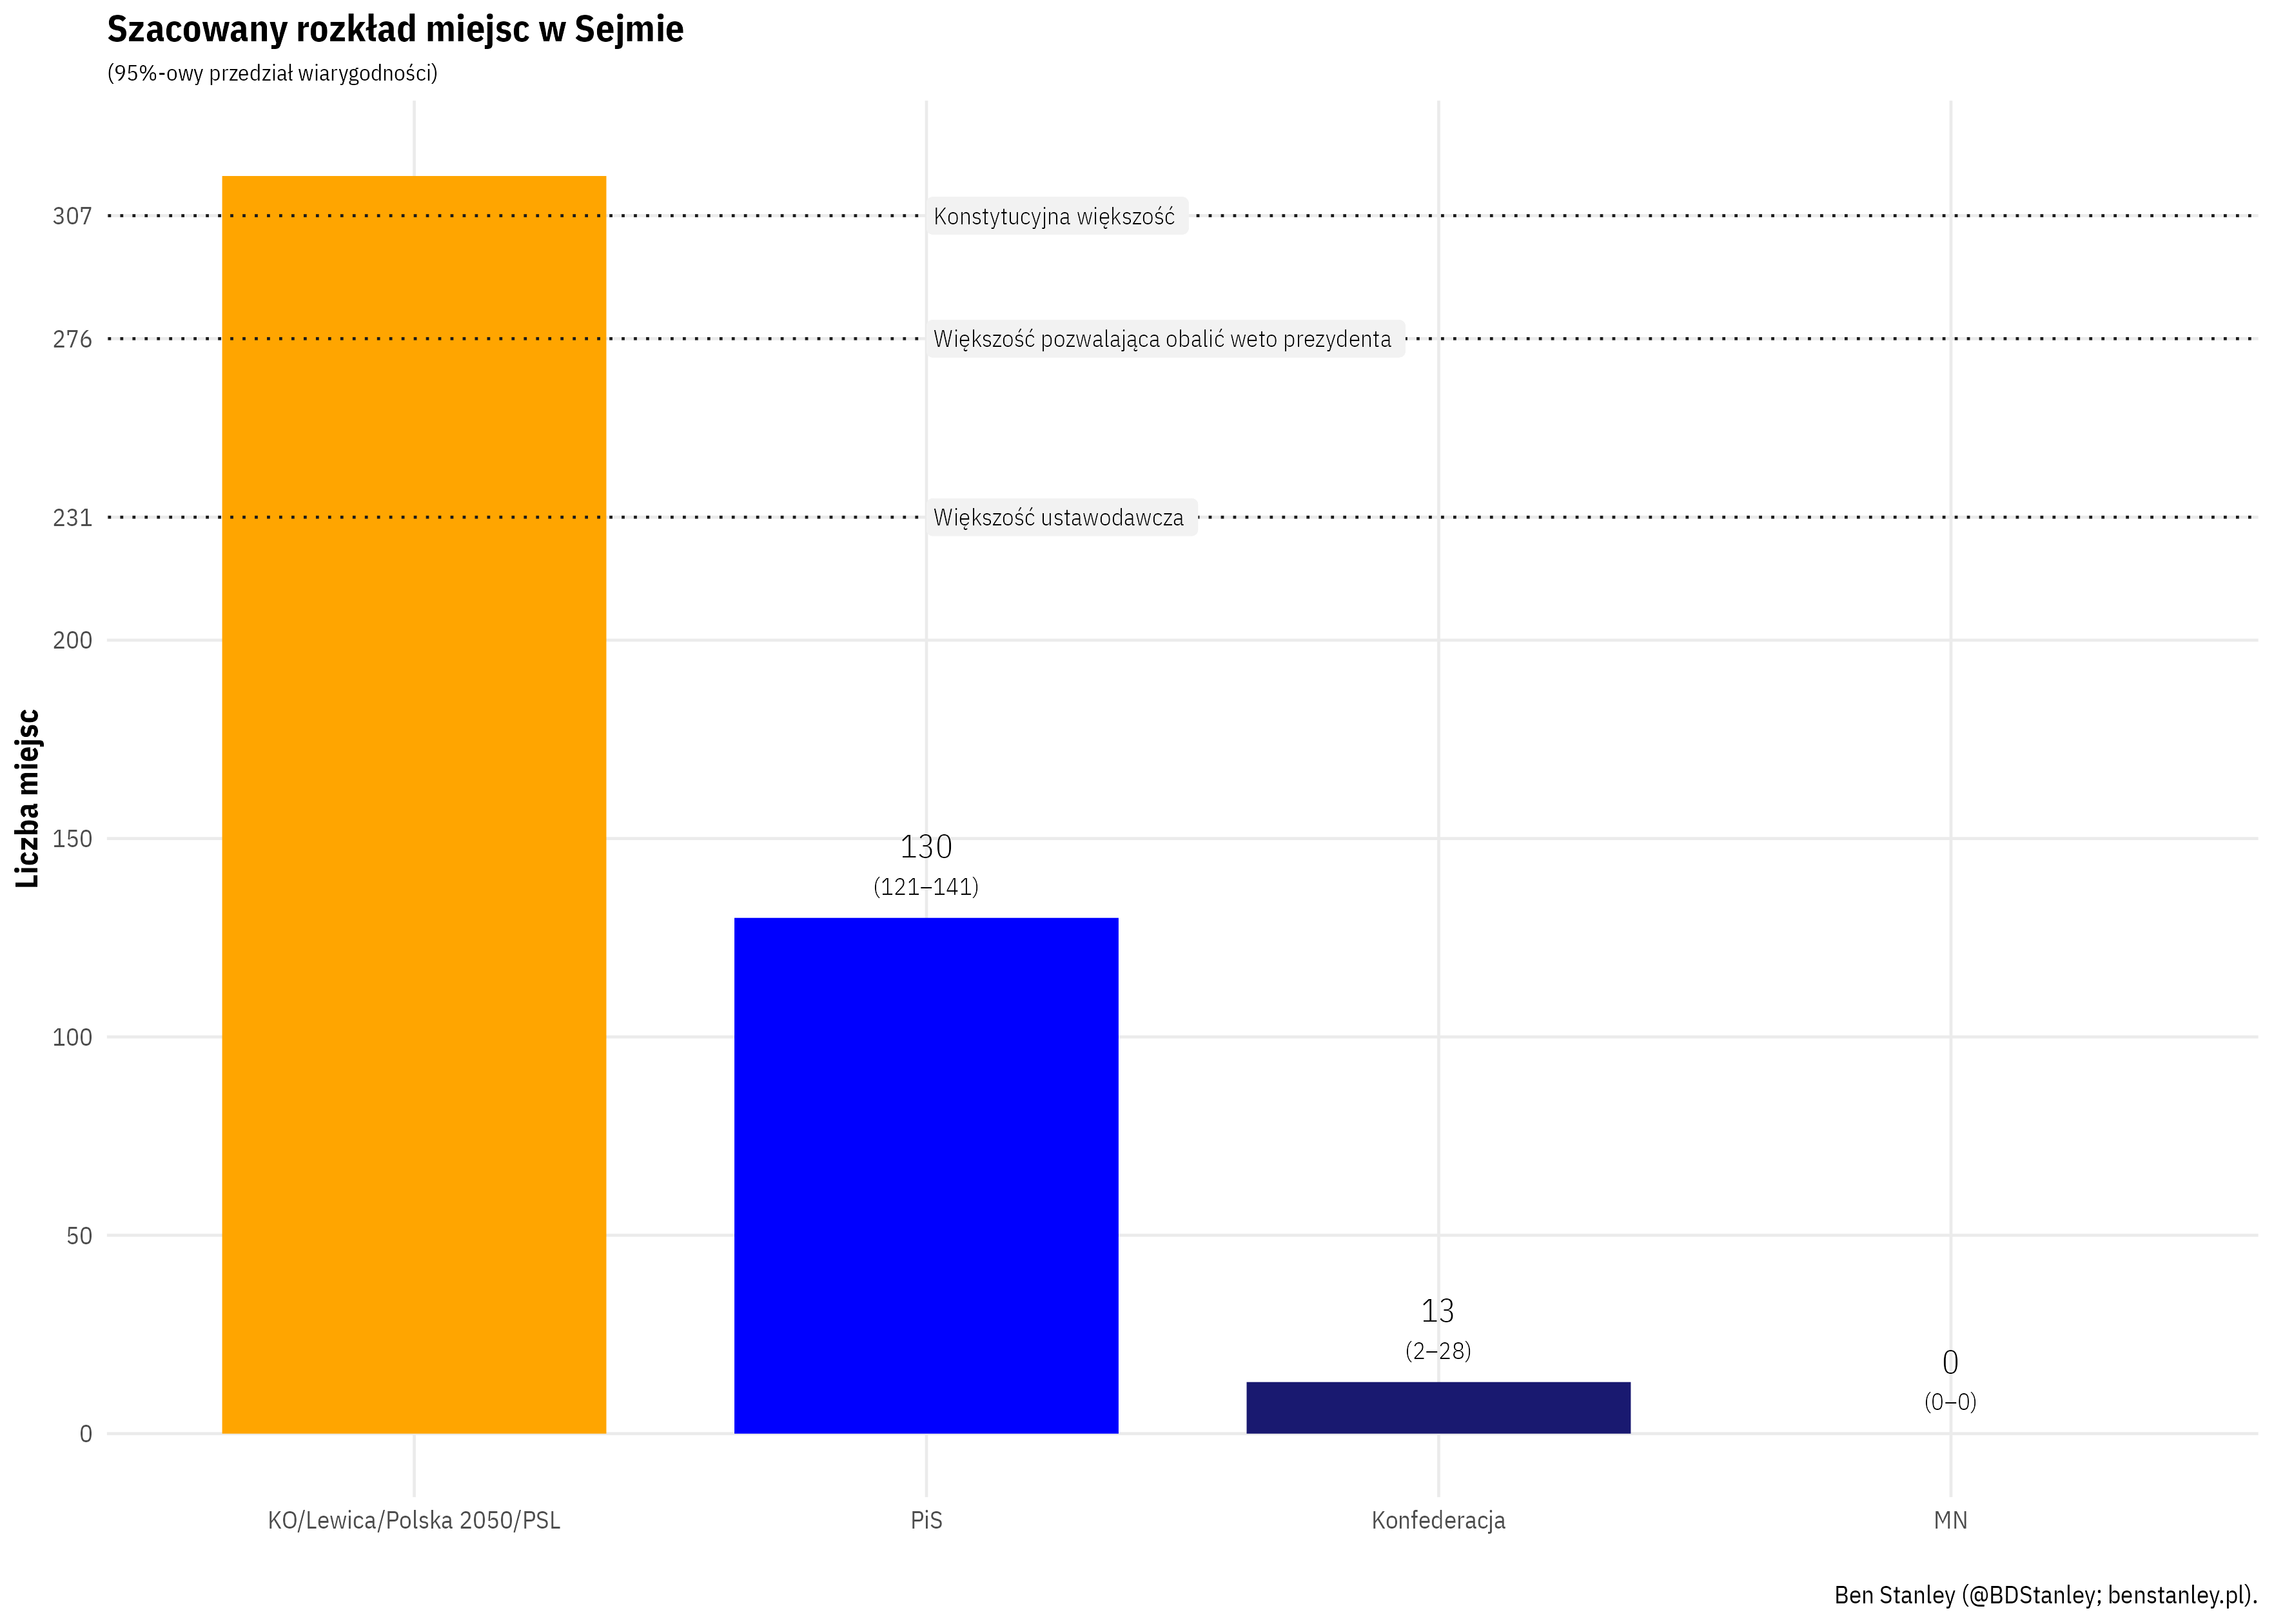 Szacowany rozkład miejsc w Sejmie
(95%-owy przedział wiarygodności)
Liczba miejsc
307
Konstytucyjna większość
276
Większość pozwalająca obalić weto prezydenta
231
Większość ustawodawcza
200
150
130
(121–141)
100
50
13
(2–28)
0
(0–0)
0
KO/Lewica/Polska 2050/PSL
PiS
Konfederacja
MN
Ben Stanley (@BDStanley; benstanley.pl).